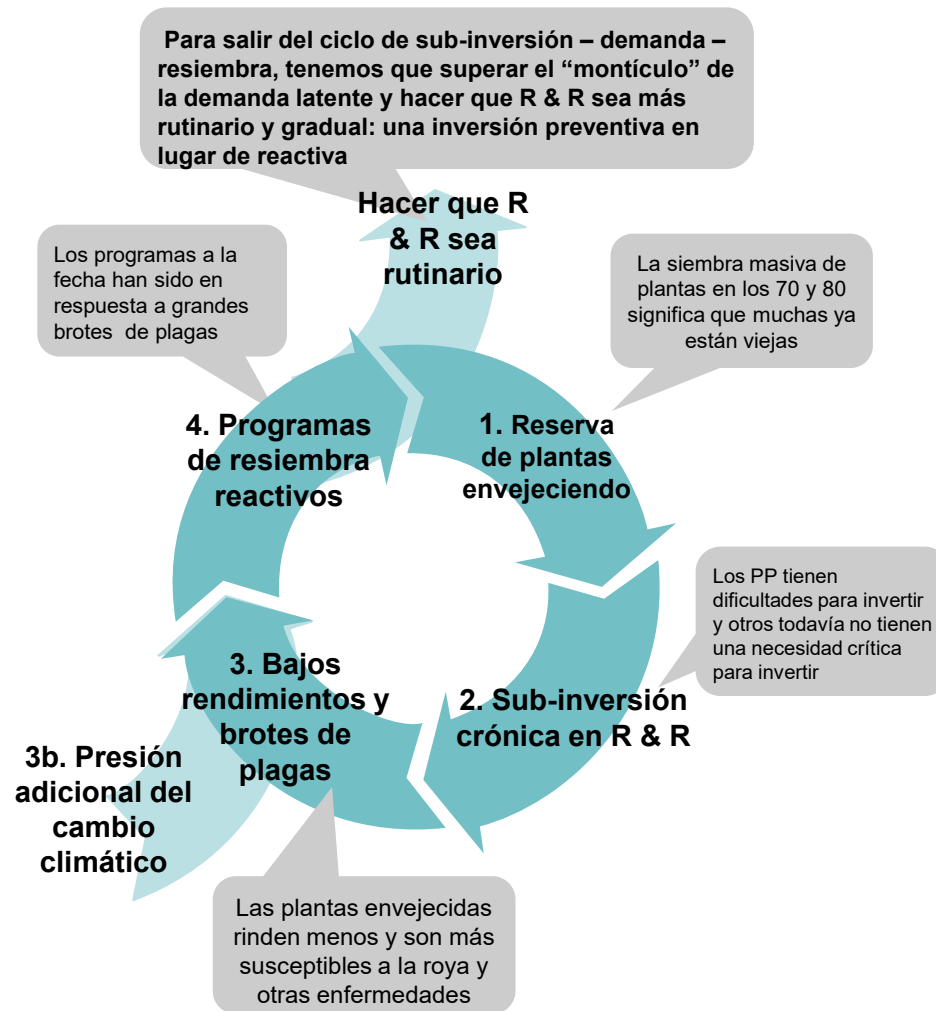 Para salir del ciclo de sub-inversión – demanda –
resiembra, tenemos que superar el “montículo” de
la demanda latente y hacer que R & R sea más
rutinario y gradual: una inversión preventiva en
lugar de reactiva
Hacer que R
& R sea
rutinario
Los programas a la
fecha han sido en
respuesta a grandes
brotes de plagas
La siembra masiva de
plantas en los 70 y 80
significa que muchas ya
están viejas
4. Programas
de resiembra
reactivos
1. Reserva
de plantas
envejeciendo
Los PP tienen
dificultades para invertir
y otros todavía no tienen
una necesidad crítica
para invertir
2. Sub-inversión
crónica en R & R
3. Bajos
rendimientos y
brotes de
plagas
3b. Presión
adicional del
cambio
climático
Las plantas envejecidas
rinden menos y son más
susceptibles a la roya y
otras enfermedades